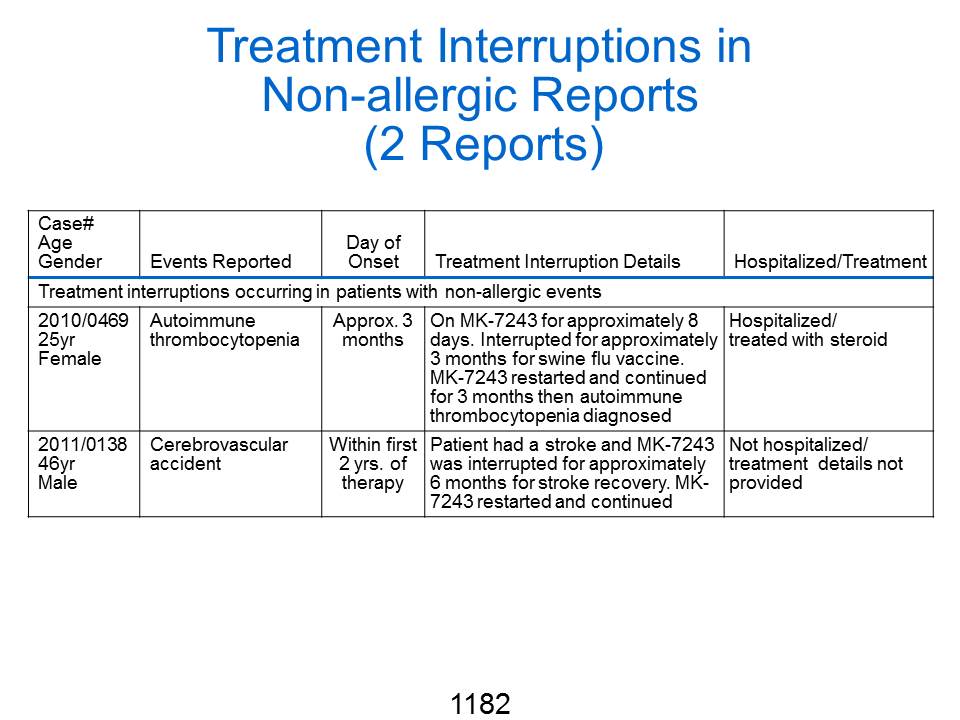 Treatment Interruptions in
Non-allergic Reports
(2 Reports)
Case#
Age
Gender
Events Reported
Day of
Onset
Treatment Interruption Details
Hospitalized/Treatment
Treatment interruptions occurring in patients with non-allergic events
2010/0469
25yr
Female
Autoimmune
thrombocytopenia
Approx. 3
months
On MK-7243 for approximately 8
days. Interrupted for approximately
3 months for swine flu vaccine.
MK-7243 restarted and continued
for 3 months then autoimmune
thrombocytopenia diagnosed
Hospitalized/
treated with steroid
2011/0138
46yr
Male
Cerebrovascular
accident
Within first
2 yrs. of
therapy
Patient had a stroke and MK-7243
was interrupted for approximately
6 months for stroke recovery. MK-
7243 restarted and continued
Not hospitalized/
treatment details not
provided
1182